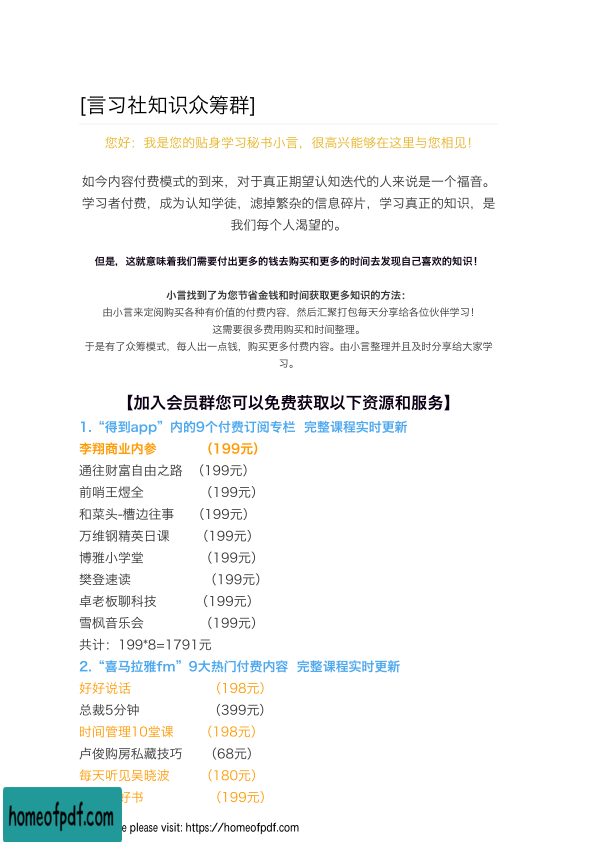 [言习社知识众筹群]
您好：我是您的贴身学习秘书小言，很高兴能够在这里与您相见！
如今内容付费模式的到来，对于真正期望认知迭代的人来说是一个福音。
学习者付费，成为认知学徒，滤掉繁杂的信息碎片，学习真正的知识，是
我们每个人渴望的。
但是，这就意味着我们需要付出更多的钱去购买和更多的时间去发现自己喜欢的知识！
小言找到了为您节省金钱和时间获取更多知识的方法：
由小言来定阅购买各种有价值的付费内容，然后汇聚打包每天分享给各位伙伴学习！
这需要很多费用购买和时间整理。
于是有了众筹模式，每人出一点钱，购买更多付费内容。由小言整理并且及时分享给大家学
习。
【加入会员群您可以免费获取以下资源和服务】
1.“得到app”内的9个付费订阅专栏 完整课程实时更新
李翔商业内参 （199元）
通往财富自由之路 （199元）
前哨王煜全 （199元）
和菜头-槽边往事 （199元）
万维钢精英日课 （199元）
博雅小学堂 （199元）
樊登速读 （199元）
卓老板聊科技 （199元）
雪枫音乐会 （199元）
共计：199*8=1791元
2.“喜马拉雅fm”9大热门付费内容 完整课程实时更新
好好说话 （198元）
总裁5分钟 （399元）
时间管理10堂课 （198元）
卢俊购房私藏技巧 （68元）
每天听见吴晓波 （180元）
好书 （199元）
homeofpdf.com
please visit: https://homeofpdf.com